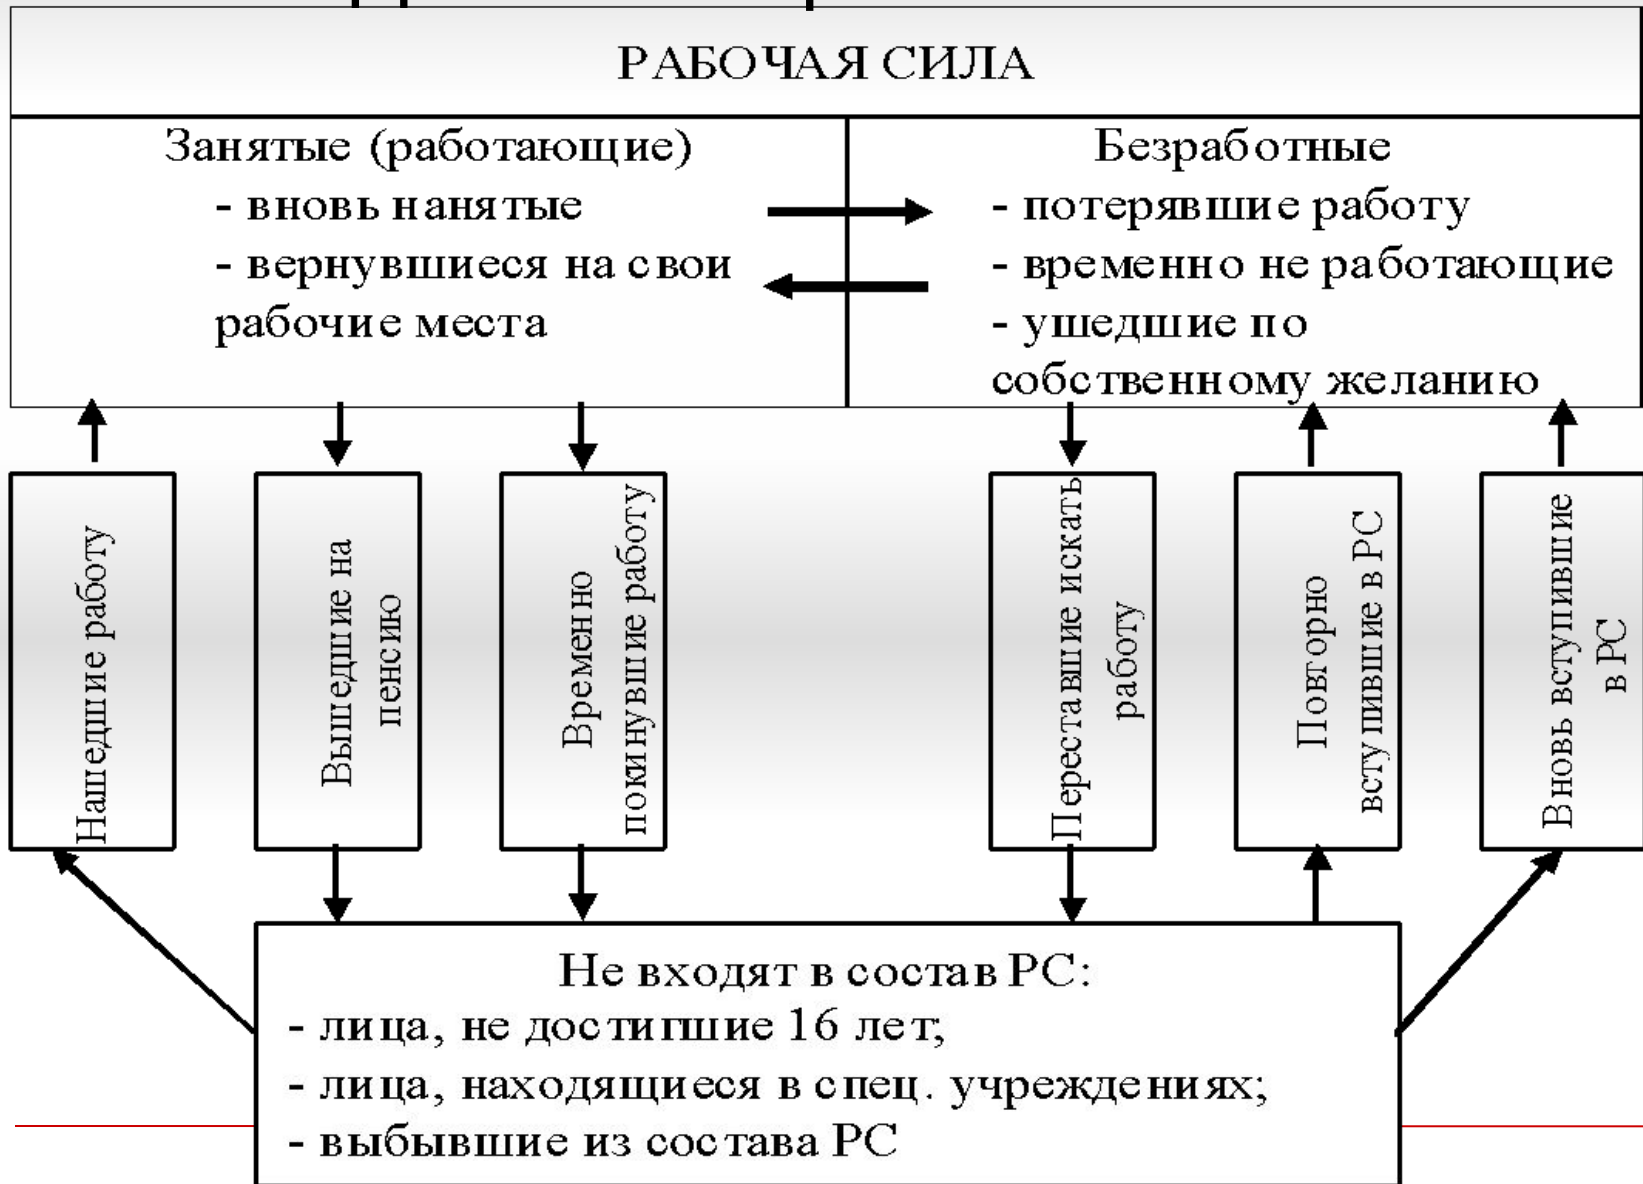 РАБОЧАЯ СИЛА
Занятые (работающие)
- вновь нанятые
- вернувшиеся на свои
рабочие места
Безработные
- потерявшие работу
- временно не работающие
- ушедшие по
собственному желанию
Нашедшие работу
Вышедшие на
пенсию
Временно
покинувшие работу
Переставшие искать
работу
Повторно
вступившие в РС
Вновь вступившие
в РС
Не входят в состав РС:
- лица, не достигшие 16 лет;
- лица, находящиеся в спец. учреждениях;
- выбывшие из состава РС